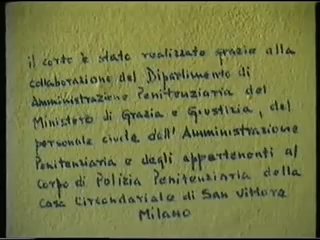 il corto è stato realizzato grazie alla
collaborazione del Dipartimento di
Amministrazione Penitenziaria del
Ministero di Grazia e Giustizia, del
personale civile dell'Amministrazione
Penitenziaria e degli appartenenti al
Corpo di Polizia Penitenziaria della
Casa Circondariale di San Vittore
Milano